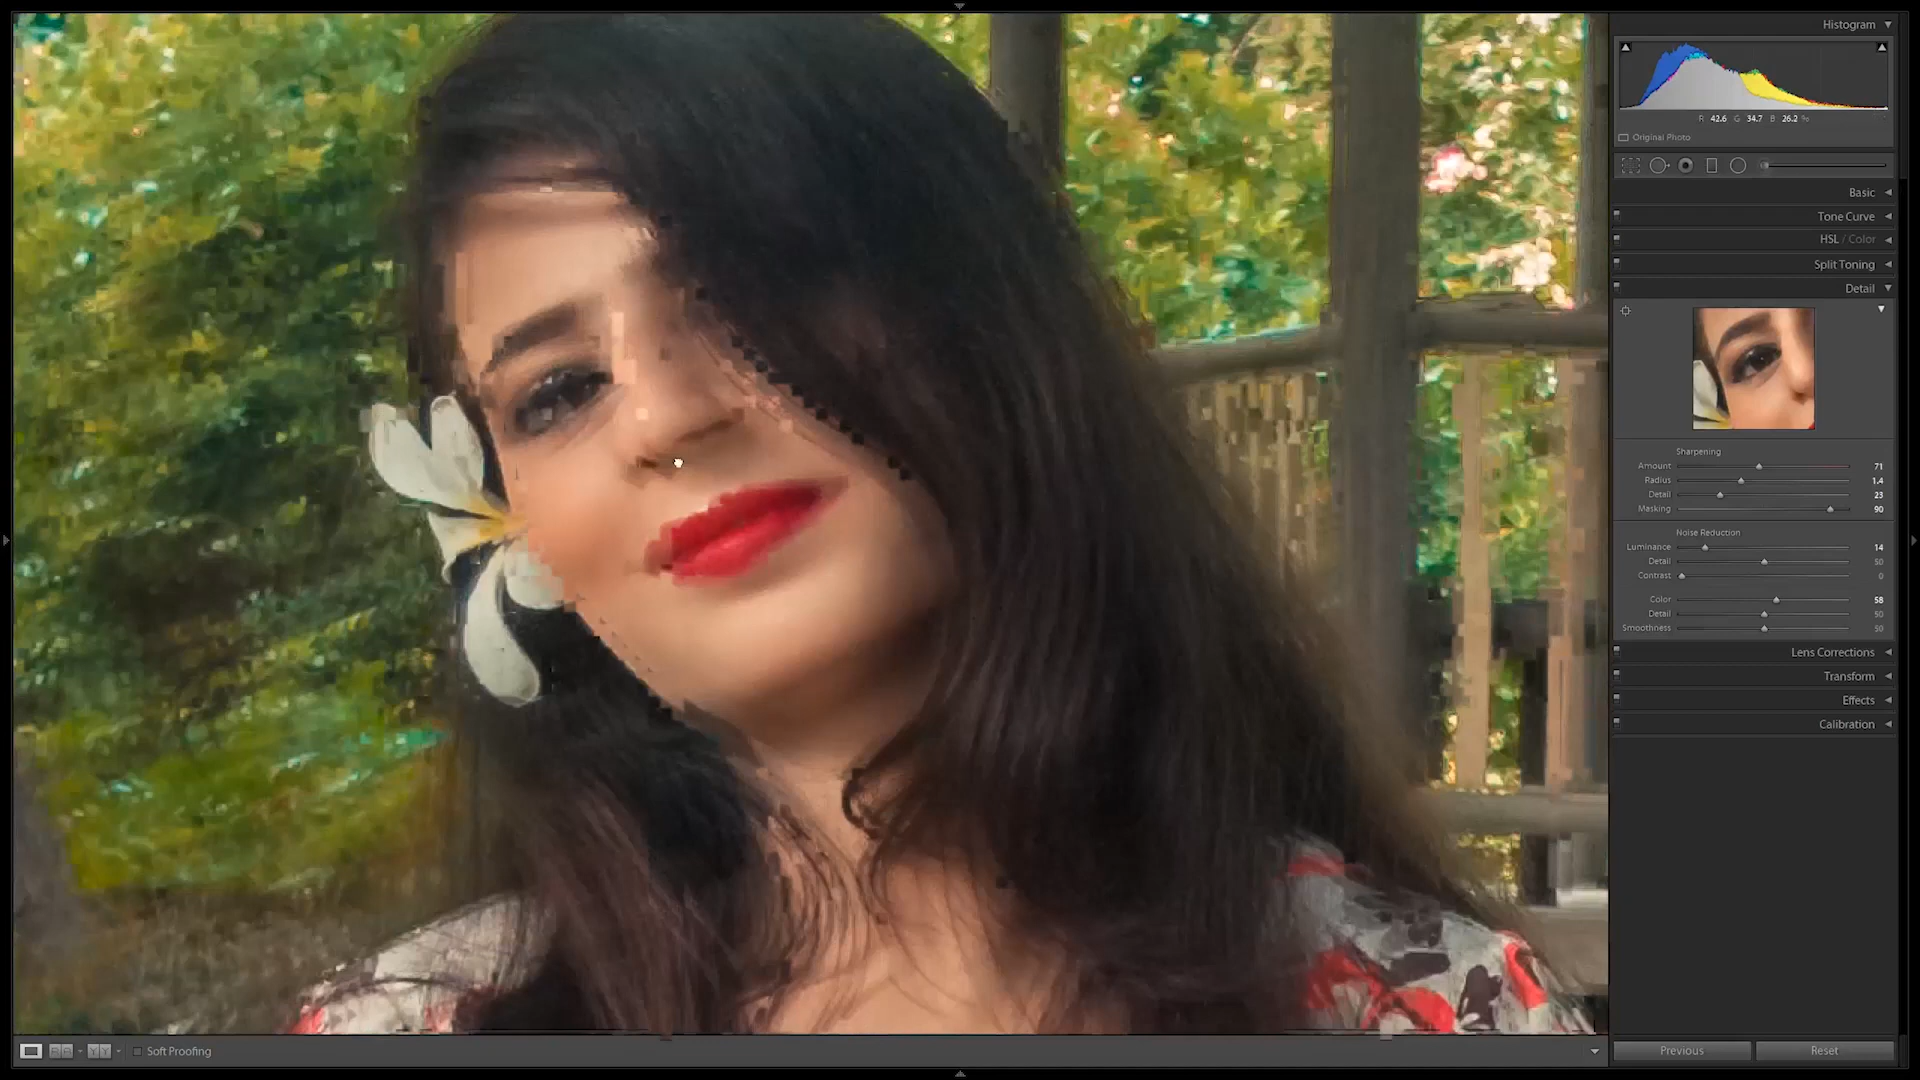 Histogram
R 42.6 G 34.7 B 26.2 %
Original Photo
Basic
Tone Curve
HSL / Color
Split Toning
Detail
Sharpening
Amount 71
Radius 1.4
Detail 23
Masking 90
Noise Reduction
Luminance 14
Detail 50
Contrast 0
Color 58
Detail 50
Smoothness 50
Lens Corrections
Transform
Effects
Calibration
Soft Proofing
Previous Reset